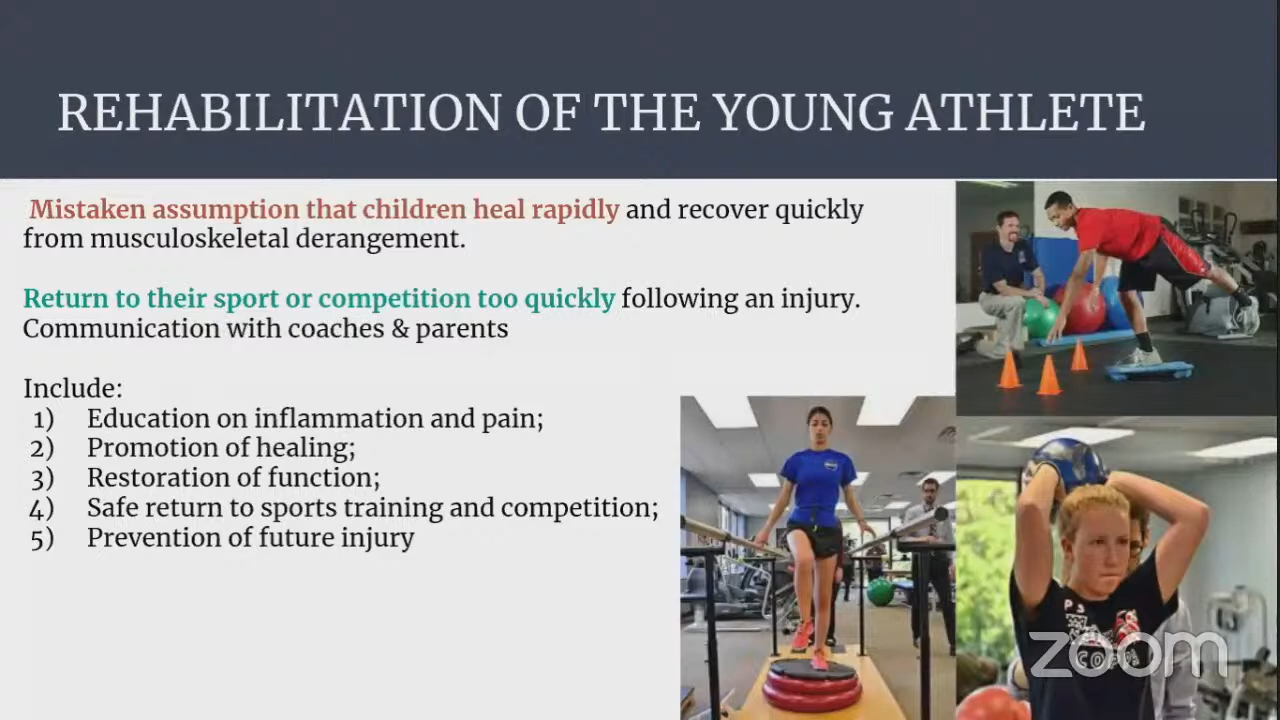 REHABILITATION OF THE YOUNG ATHLETE
Mistaken assumption that children heal rapidly and recover quickly
from musculoskeletal derangement.
Return to their sport or competition too quickly following an injury.
Communication with coaches & parents
Include:
1) Education on inflammation and pain;
2) Promotion of healing;
3) Restoration of function;
4) Safe return to sports training and competition;
5) Prevention of future injury
zoom